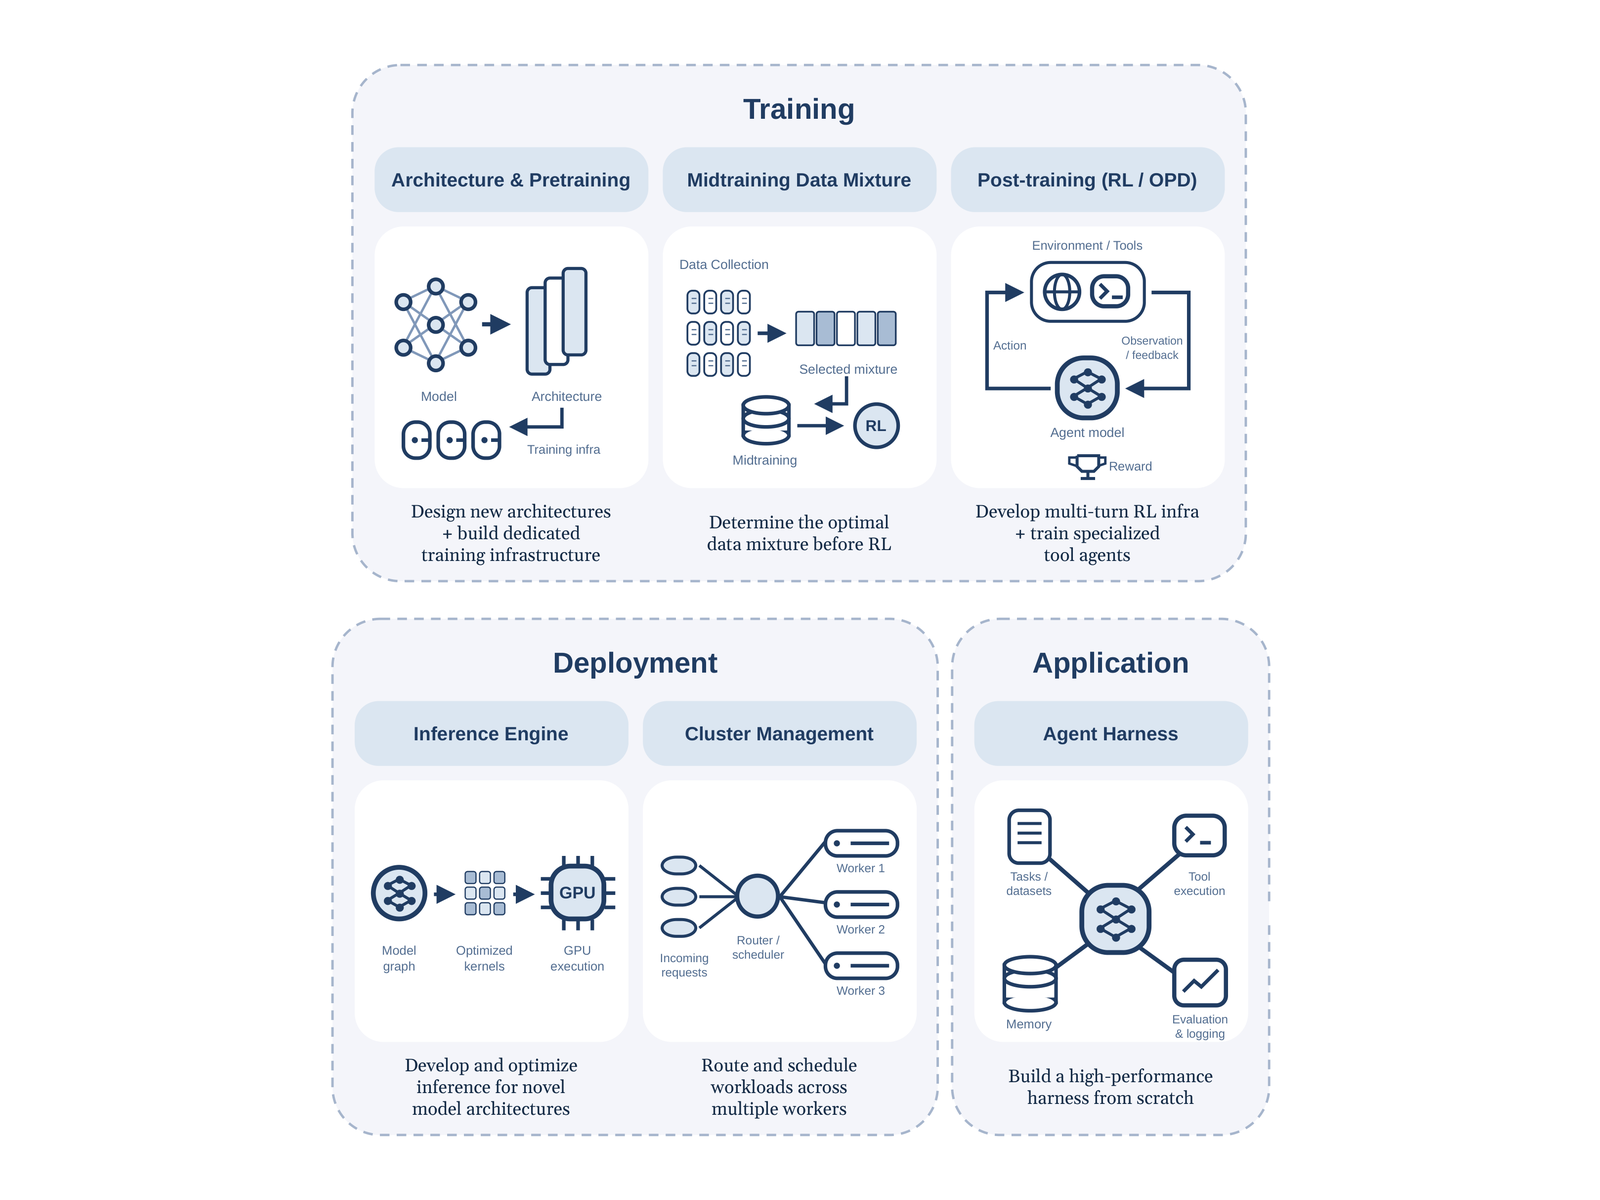 Training
Architecture & Pretraining
Midtraining Data Mixture
Post-training (RL / OPD)
Model
Architecture
Training infra
Data Collection
Selected mixture
RL
Midtraining
Environment / Tools
Action
Observation
/ feedback
Agent model
Reward
Design new architectures
+ build dedicated
training infrastructure
Determine the optimal
data mixture before RL
Develop multi-turn RL infra
+ train specialized
tool agents
Deployment
Inference Engine
Cluster Management
GPU
Model
graph
Optimized
kernels
GPU
execution
Incoming
requests
Router /
scheduler
Worker 1
Worker 2
Worker 3
Develop and optimize
inference for novel
model architectures
Route and schedule
workloads across
multiple workers
Application
Agent Harness
Tasks /
datasets
Tool
execution
Memory
Evaluation
& logging
Build a high-performance
harness from scratch